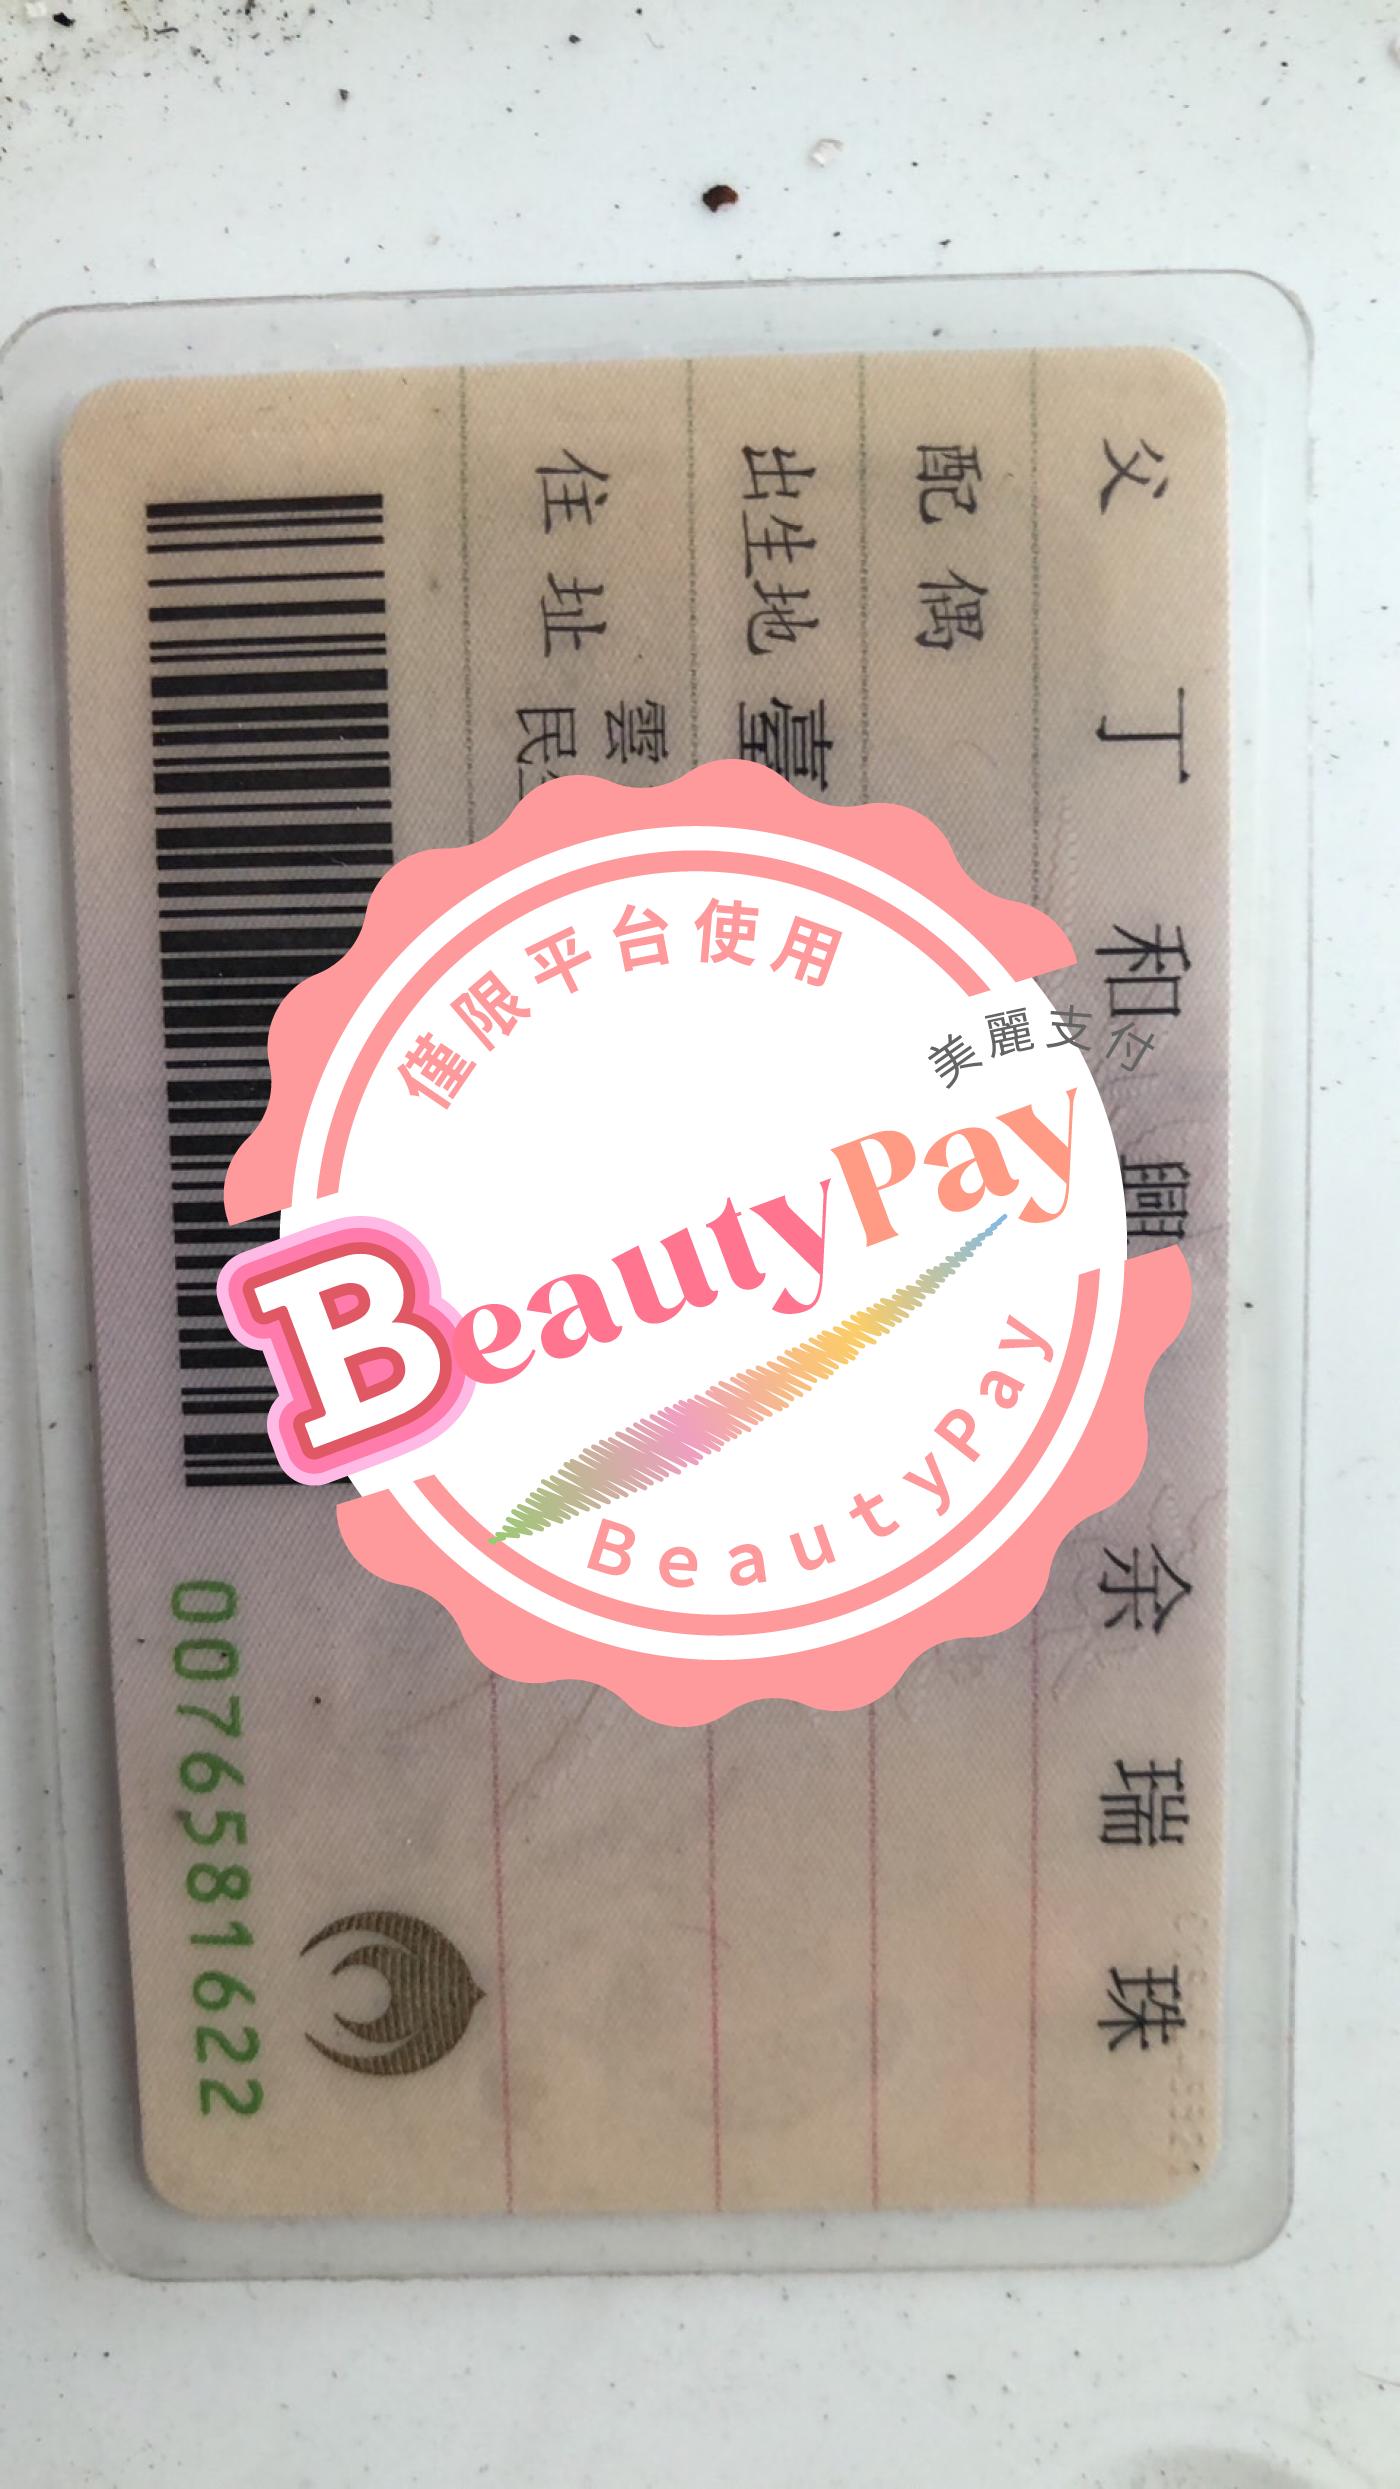 父 丁 和 興 余 瑞 珠
配 偶
出生地 臺
住 址 雲
民
0076581622
僅限平台使用
美麗支付
BeautyPay
BeautyPay